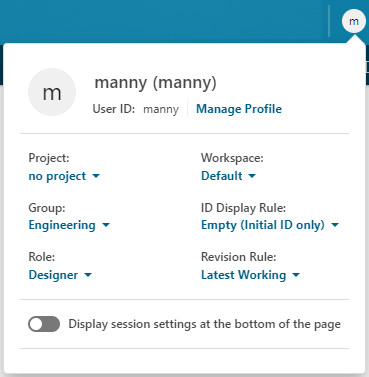 m
m
manny (manny)
User ID: manny Manage Profile
Project: Workspace:
no project Default
Group: ID Display Rule:
Engineering Empty (Initial ID only)
Role: Revision Rule:
Designer Latest Working
Display session settings at the bottom of the page